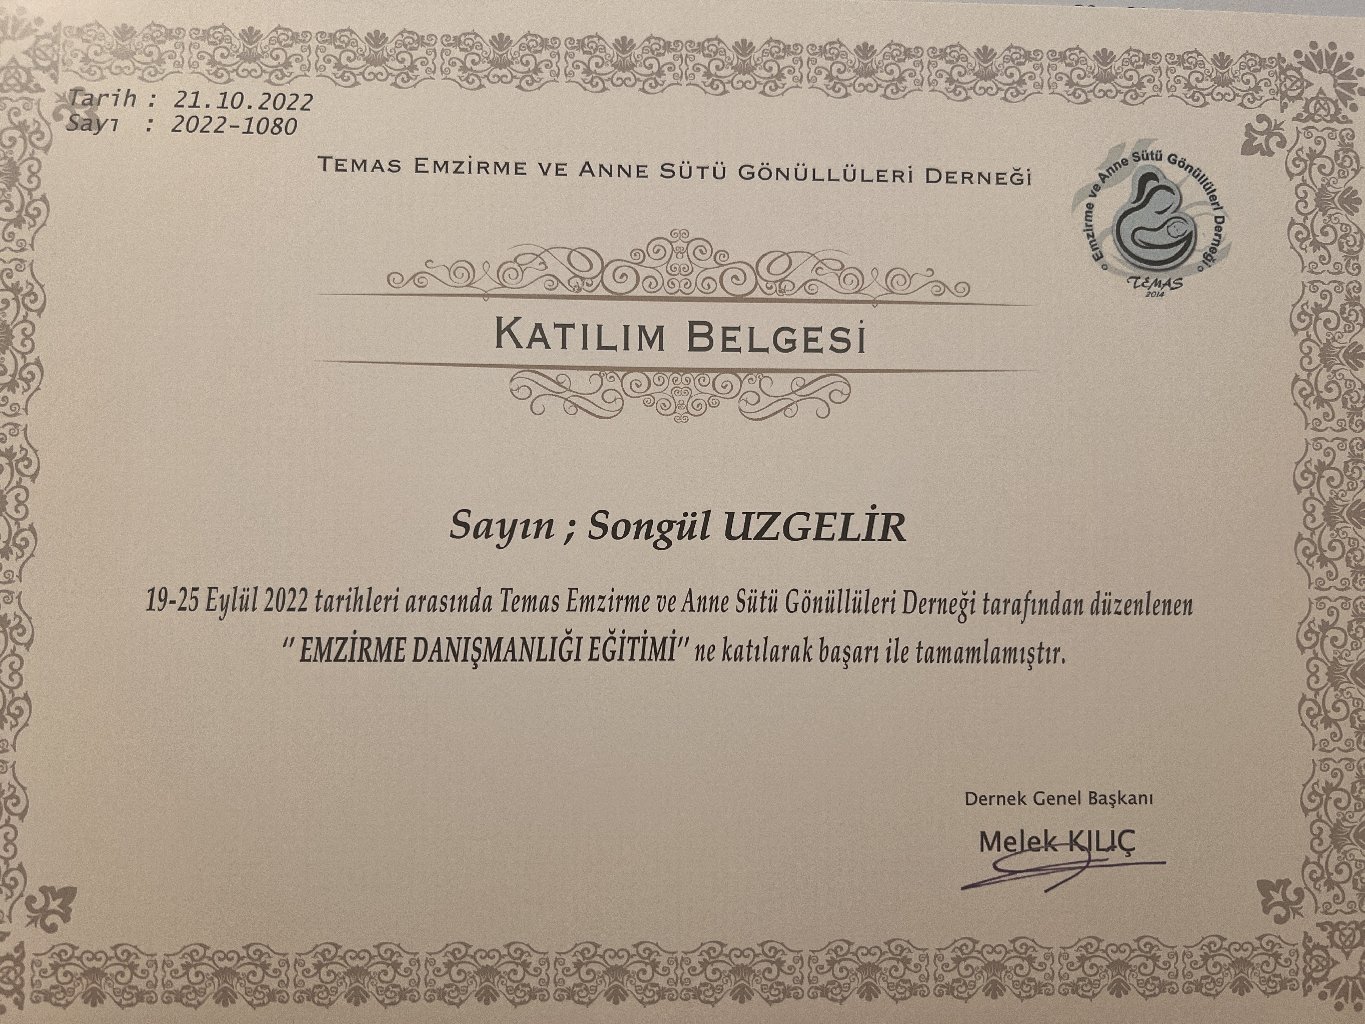 Tarih : 21.10.2022
Sayı : 2022-1080
TEMAS EMZİRME VE ANNE SÜTÜ GÖNÜLLÜLERİ DERNEĞİ
Emzirme ve Anne Sütü Gönüllüleri Derneği
TEMAS
2014
KATILIM BELGESİ
Sayın ; Songül UZGELİR
19-25 Eylül 2022 tarihleri arasında Temas Emzirme ve Anne Sütü Gönüllüleri Derneği tarafından düzenlenen
" EMZİRME DANIŞMANLIĞI EĞİTİMİ" ne katılarak başarı ile tamamlamıştır.
Dernek Genel Başkanı
Melek KILIÇ